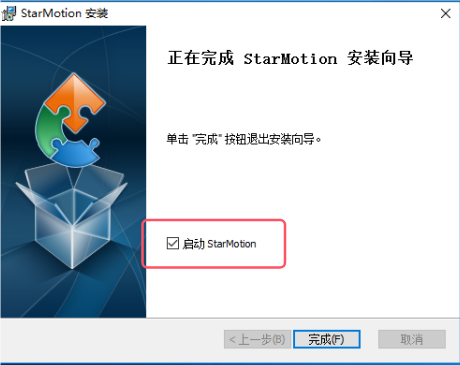 StarMotion 安装
正在完成 StarMotion 安装向导
单击 "完成" 按钮退出安装向导。
启动 StarMotion
< 上一步(B)
完成(F)
取消